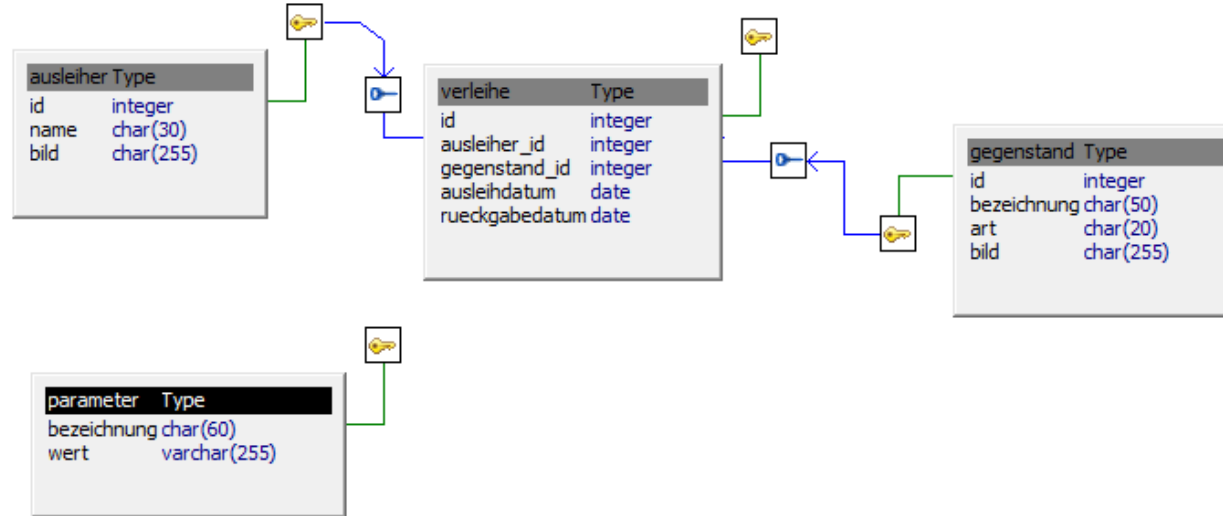 ausleiher Type
id integer
name char(30)
bild char(255)
verleihe Type
id integer
ausleiher_id integer
gegenstand_id integer
ausleihdatum date
rueckgabedatum date
gegenstand Type
id integer
bezeichnung char(50)
art char(20)
bild char(255)
parameter Type
bezeichnung char(60)
wert varchar(255)